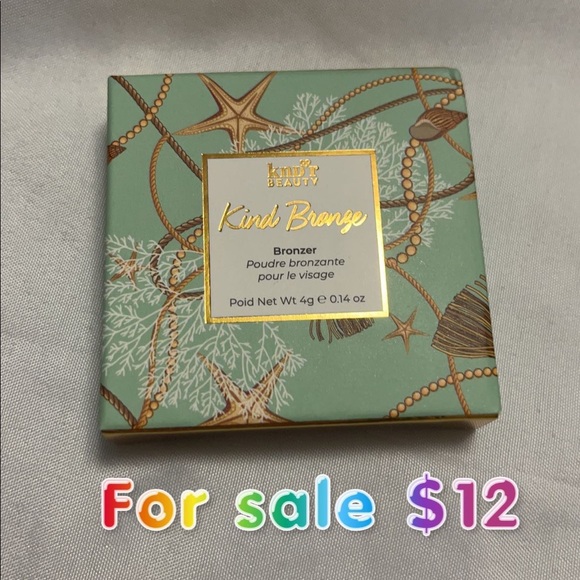 BEAUTY
Kind Bronze
Bronzer
Poudre bronzante
pour le visage
Poid Net Wt 4g ℮ 0.14 oz
For sale $12